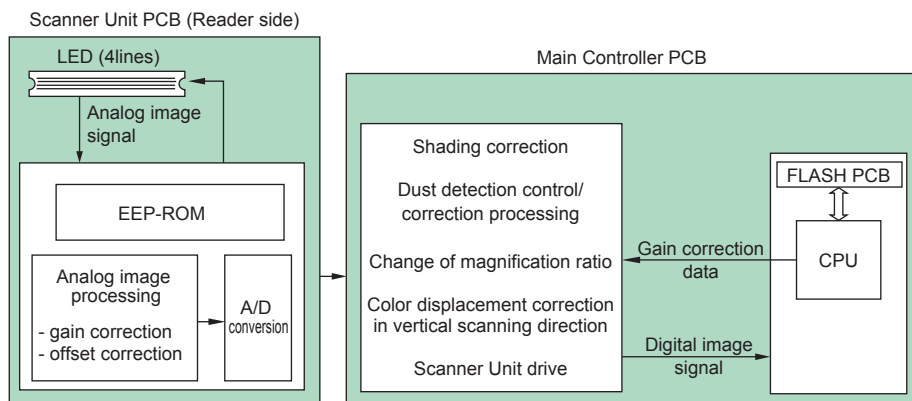 Scanner Unit PCB (Reader side)
LED (4lines)
Analog image
signal
EEP-ROM
Analog image
processing
- gain correction
- offset correction
A/D
conversion
Main Controller PCB
Shading correction
Dust detection control/
correction processing
Change of magnification ratio
Color displacement correction
in vertical scanning direction
Scanner Unit drive
Gain correction
data
Digital image
signal
FLASH PCB
CPU